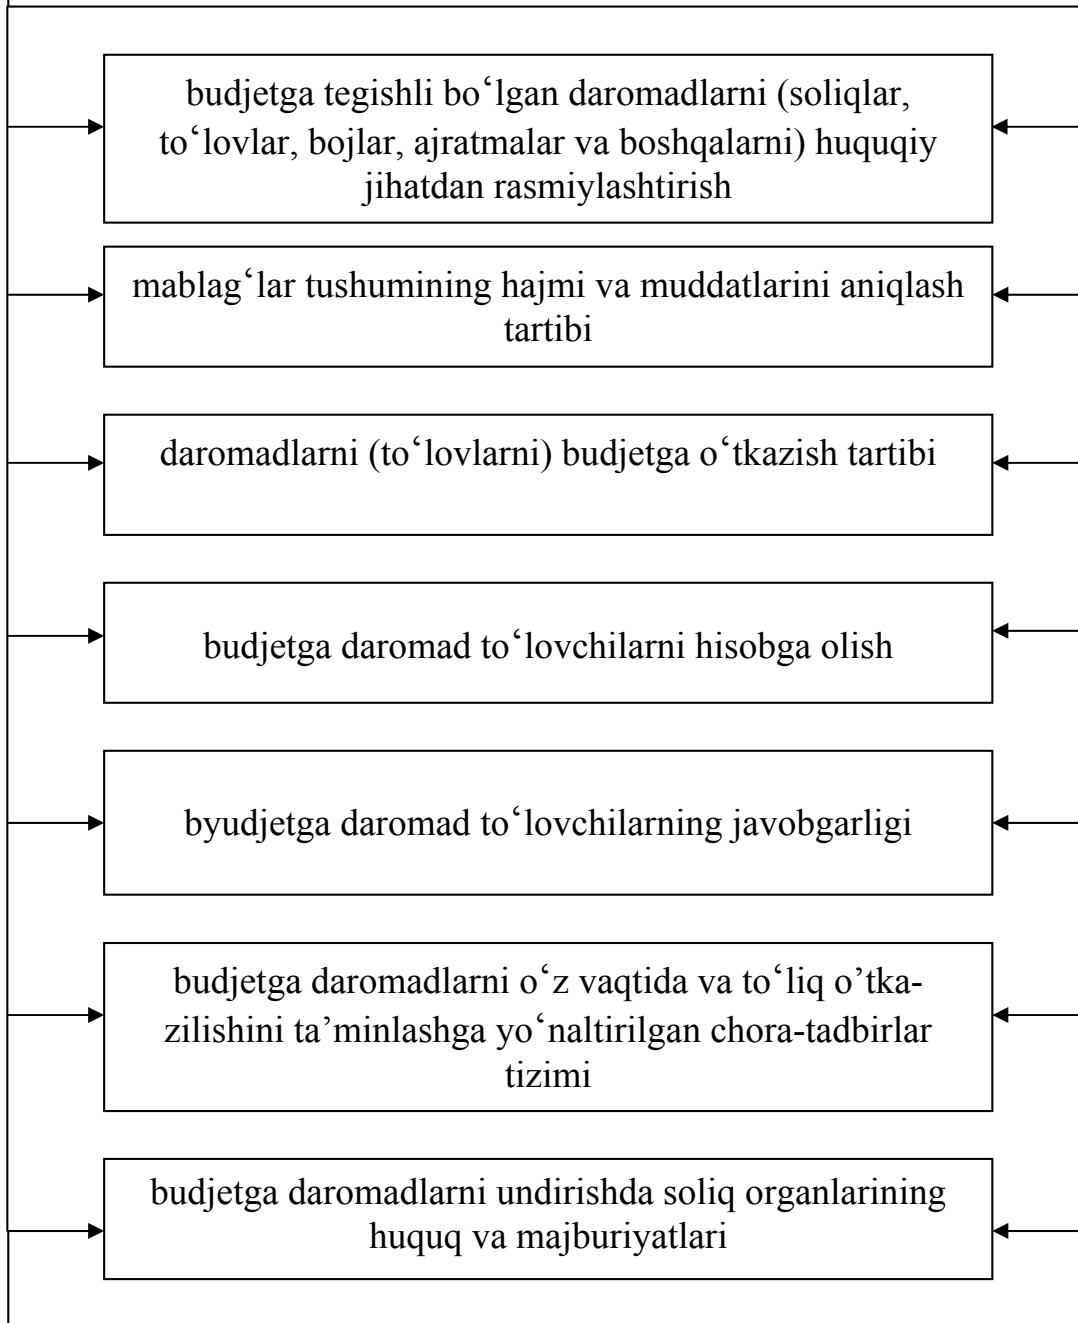 budjetga tegishli bo‘lgan daromadlarni (soliqlar,
to‘lovlar, bojlar, ajratmalar va boshqalarni) huquqiy
jihatdan rasmiylashtirish
mablag‘lar tushumining hajmi va muddatlarini aniqlash
tartibi
daromadlarni (to‘lovlarni) budjetga o‘tkazish tartibi
budjetga daromad to‘lovchilarni hisobga olish
byudjetga daromad to‘lovchilarning javobgarligi
budjetga daromadlarni o‘z vaqtida va to‘liq o’tka-
zilishini ta’minlashga yo‘naltirilgan chora-tadbirlar
tizimi
budjetga daromadlarni undirishda soliq organlarining
huquq va majburiyatlari